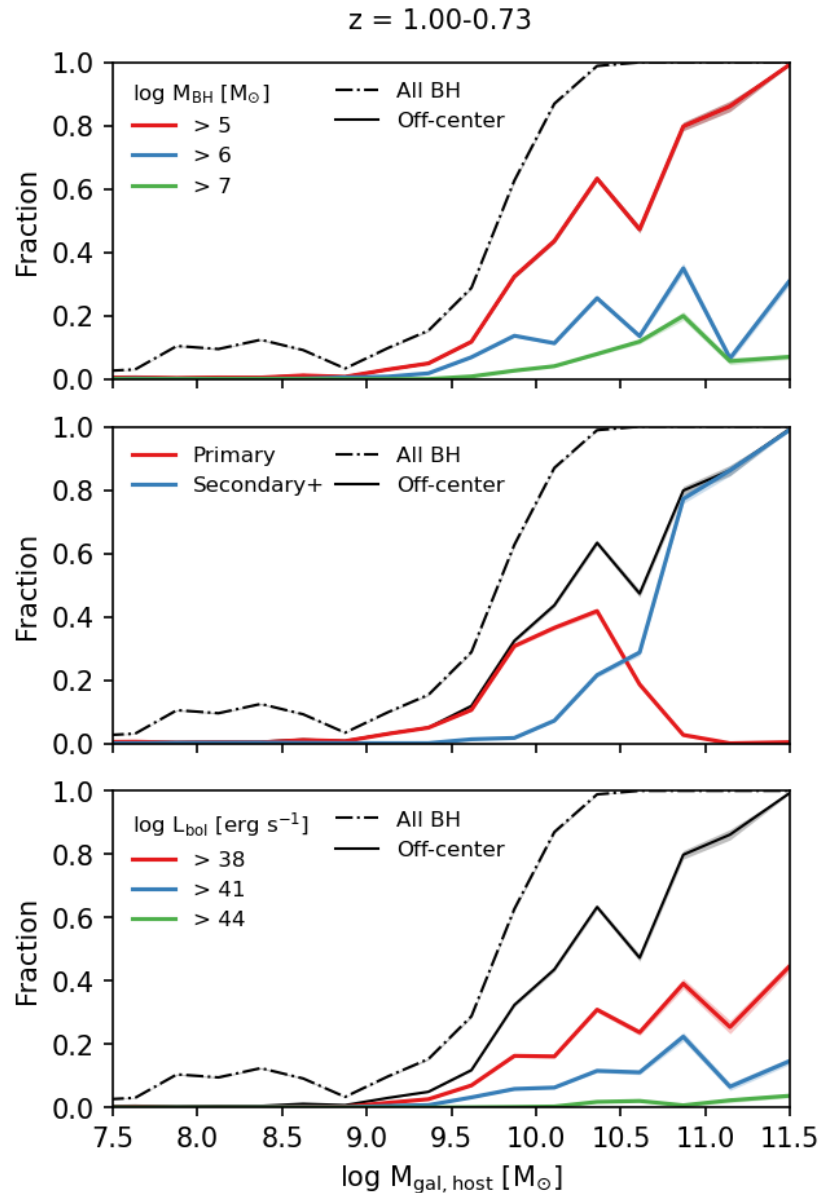 z = 1.00-0.73
1.0
0.8
0.6
0.4
0.2
0.0
Fraction
log M_BH [M_⊙]
> 5
> 6
> 7
All BH
Off-center
1.0
0.8
0.6
0.4
0.2
0.0
Fraction
Primary
Secondary+
All BH
Off-center
1.0
0.8
0.6
0.4
0.2
0.0
Fraction
log L_bol [erg s⁻¹]
> 38
> 41
> 44
All BH
Off-center
7.5 8.0 8.5 9.0 9.5 10.0 10.5 11.0 11.5
log M_gal, host [M_⊙]